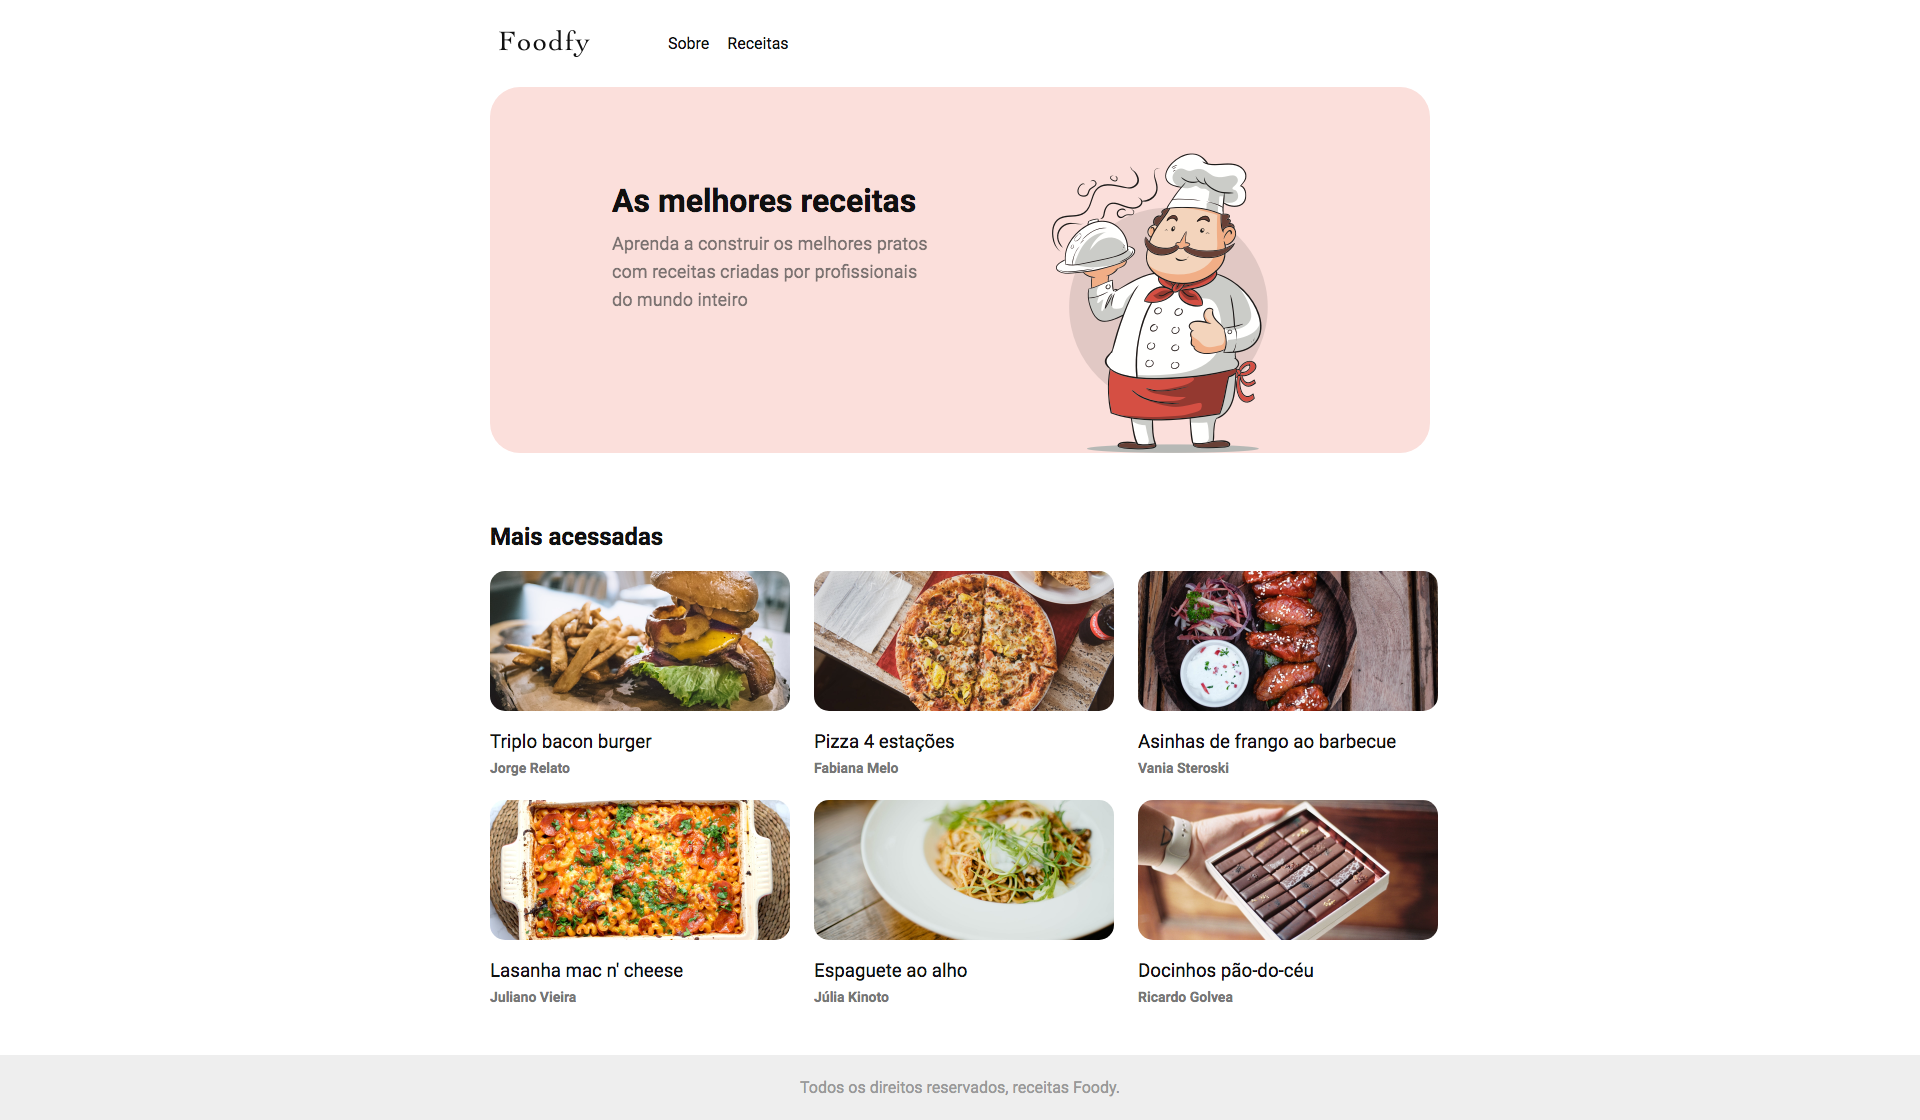 Foodfy
Sobre Receitas
As melhores receitas
Aprenda a construir os melhores pratos
com receitas criadas por profissionais
do mundo inteiro
Mais acessadas
Triplo bacon burger
Jorge Relato
Pizza 4 estações
Fabiana Melo
Asinhas de frango ao barbecue
Vania Steroski
Lasanha mac n' cheese
Juliano Vieira
Espaguete ao alho
Júlia Kinoto
Docinhos pão-do-céu
Ricardo Golvea
Todos os direitos reservados, receitas Foody.